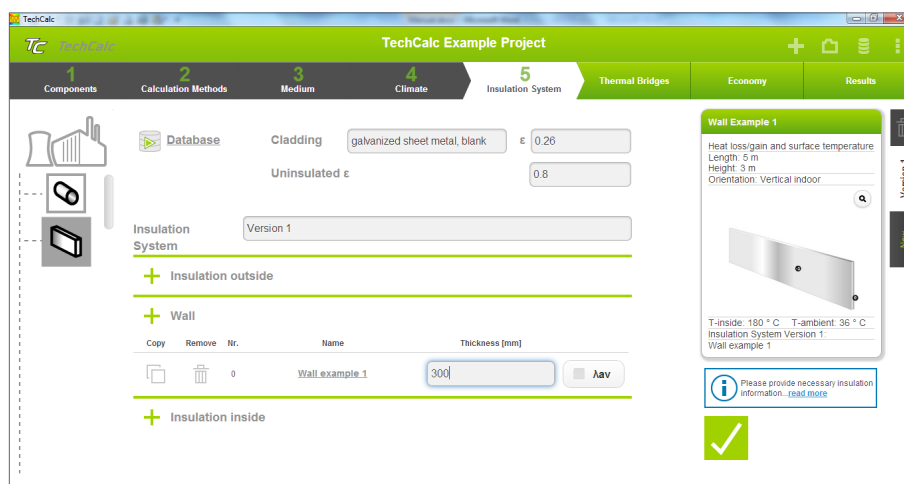 TechCalc
TC TechCalc
TechCalc Example Project
1
Components
2
Calculation Methods
3
Medium
4
Climate
5
Insulation System
Thermal Bridges
Economy
Results
Database
Cladding
galvanized sheet metal, blank
ε
0.26
Uninsulated ε
0.8
Insulation
System
Version 1
Insulation outside
Wall
Copy Remove Nr. Name Thickness [mm]
0 Wall example 1 300 λav
Insulation inside
Wall Example 1
Heat loss/gain and surface temperature
Length: 5 m
Height: 3 m
Orientation: Vertical indoor
T-inside: 180 ° C T-ambient: 36 ° C
Insulation System Version 1:
Wall example 1
Please provide necessary insulation
information...read more
Version 1